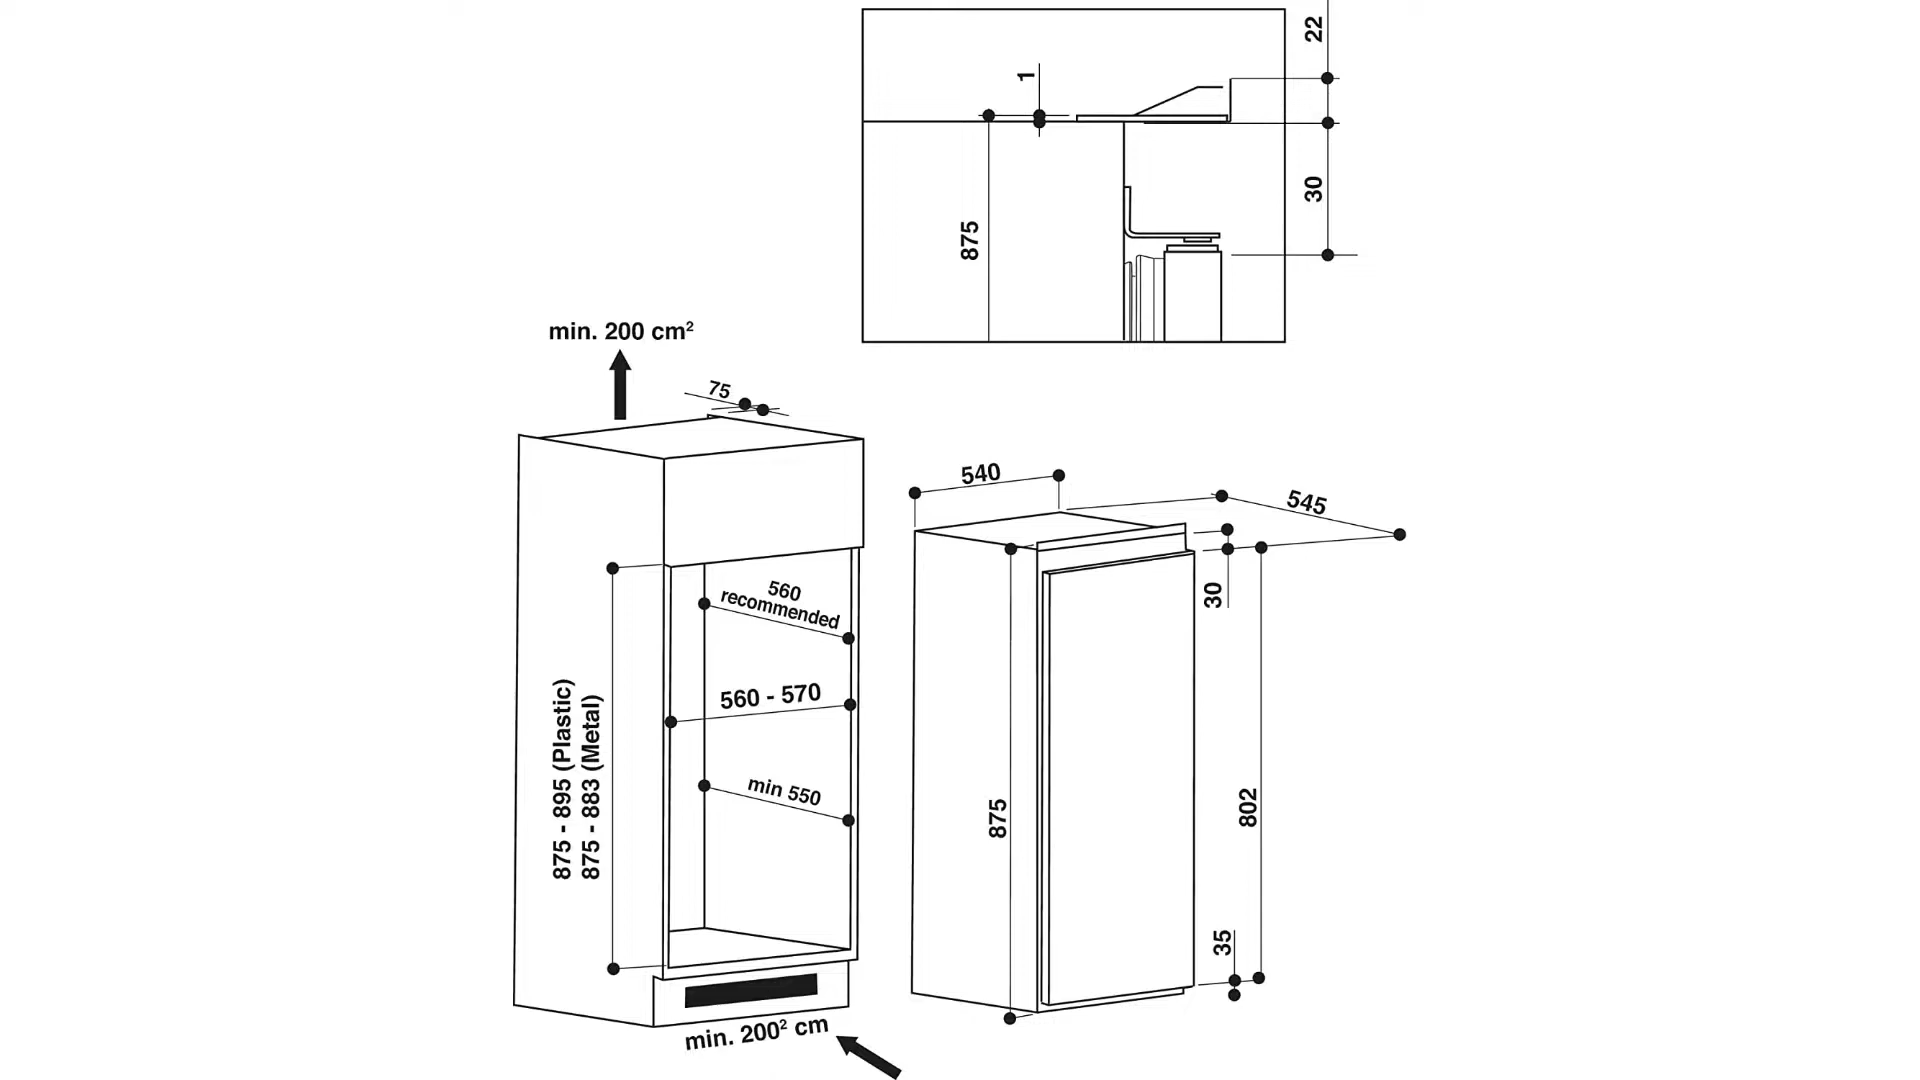 22
1
30
875
min. 200 cm²
75
540
545
560
recommended
30
560 - 570
875 - 895 (Plastic)
875 - 883 (Metal)
min 550
875
802
35
min. 200² cm